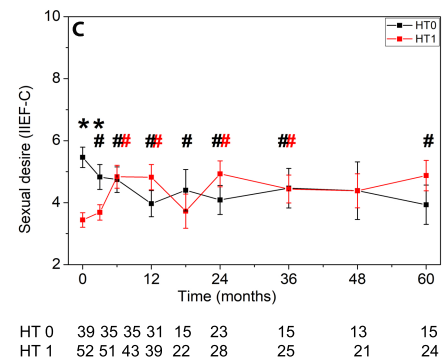 C
HT0
HT1
10
8
6
4
2
* *
# ## ## # ## ## #
Sexual desire (IIEF-C)
0 12 24 36 48 60
Time (months)
HT 0 39 35 35 31 15 23 15 13 15
HT 1 52 51 43 39 22 28 25 21 24